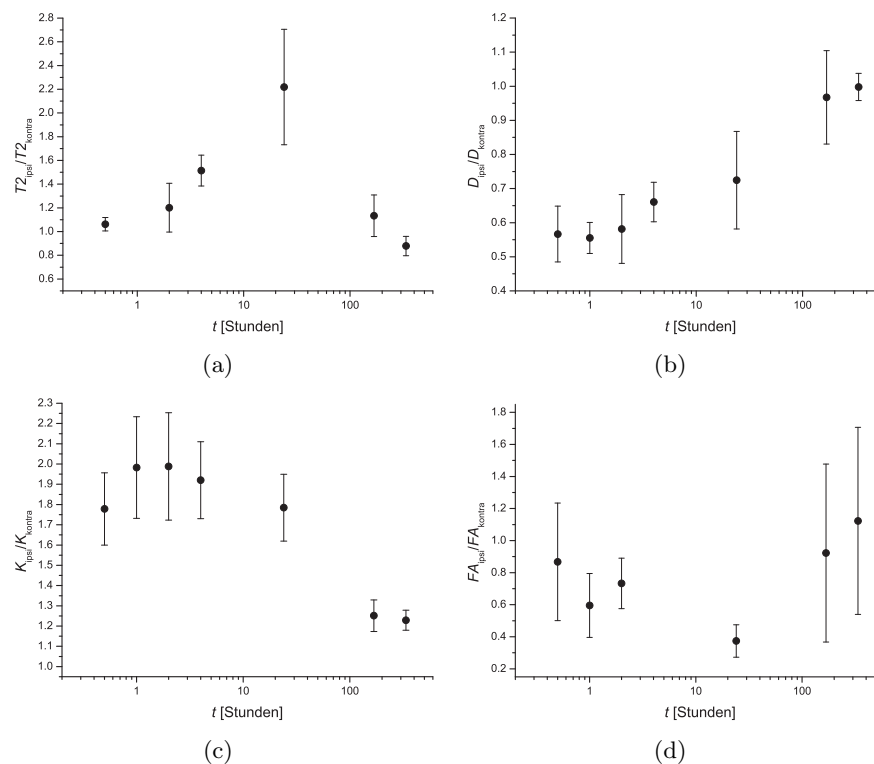 2.8
2.6
2.4
2.2
2.0
1.8
1.6
1.4
1.2
1.0
0.8
0.6
T2ipsi/T2kontra
1 10 100
t [Stunden]
(a)
1.2
1.1
1.0
0.9
0.8
0.7
0.6
0.5
0.4
Dipsi/Dkontra
1 10 100
t [Stunden]
(b)
2.3
2.2
2.1
2.0
1.9
1.8
1.7
1.6
1.5
1.4
1.3
1.2
1.1
1.0
Kipsi/Kkontra
1 10 100
t [Stunden]
(c)
1.8
1.6
1.4
1.2
1.0
0.8
0.6
0.4
0.2
FAipsi/FAkontra
1 10 100
t [Stunden]
(d)